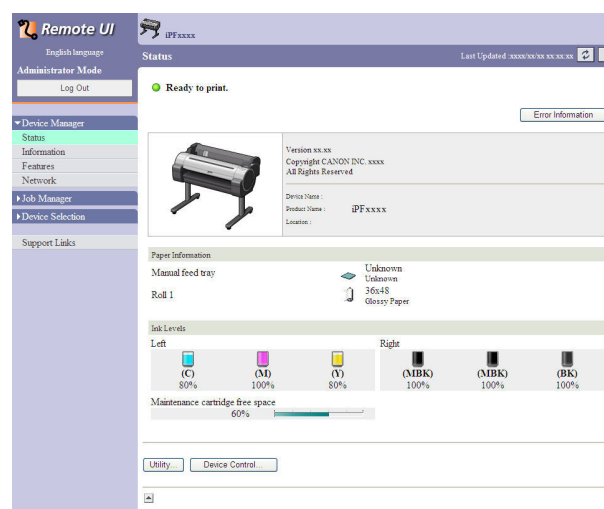 Remote UI
iPFxxxx
English language
Status
Last Updated :xxxx/xx/xx xx:xx:xx
Administrator Mode
Log Out
Ready to print.
Error Information
Device Manager
Status
Information
Features
Network
Job Manager
Device Selection
Support Links
Version xx.xx
Copyright CANON INC. xxxx
All Rights Reserved
Device Name :
Product Name : iPFxxxx
Location :
Paper Information
Manual feed tray Unknown
Unknown
Roll 1 36x48
Glossy Paper
Ink Levels
Left Right
(C) (M) (Y) (MBK) (MBK) (BK)
80% 100% 80% 100% 100% 100%
Maintenance cartridge free space
60%
Utility... Device Control...